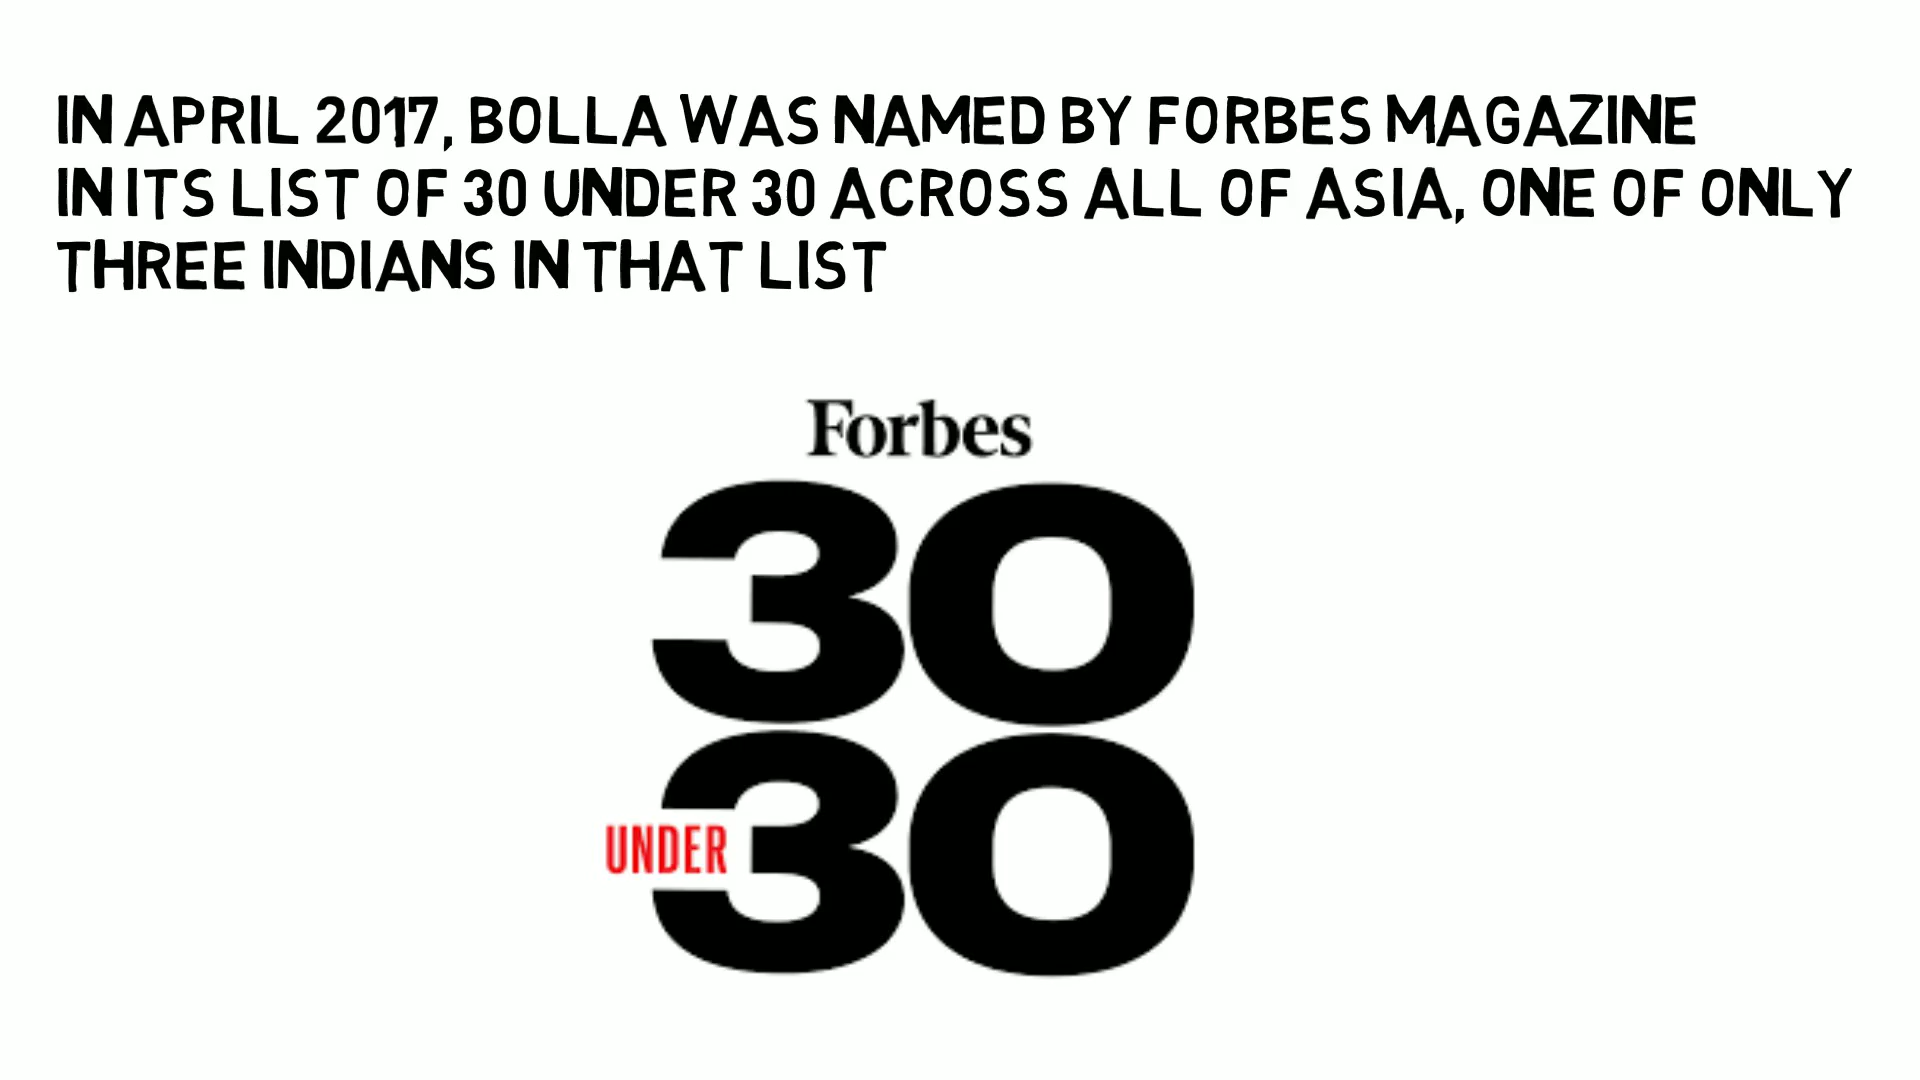 IN APRIL 2017, BOLLA WAS NAMED BY FORBES MAGAZINE
IN ITS LIST OF 30 UNDER 30 ACROSS ALL OF ASIA, ONE OF ONLY
THREE INDIANS IN THAT LIST
Forbes
30
UNDER 30